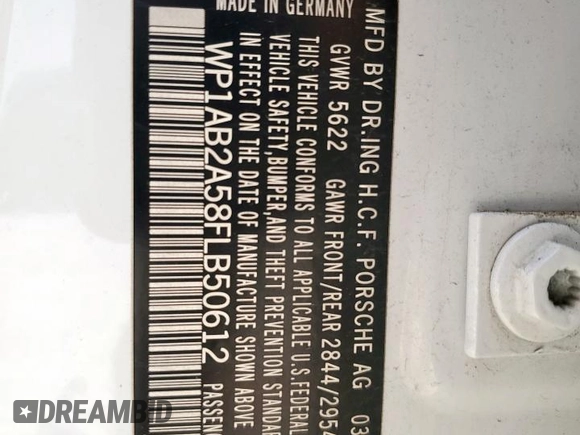 MFD BY DR.ING H.C.F. PORSCHE AG 03
GVWR 5622 GAWR FRONT/REAR 2844/2954
THIS VEHICLE CONFORMS TO ALL APPLICABLE U.S.FEDERAL
VEHICLE SAFETY,BUMPER,AND THEFT PREVENTION STANDAR
IN EFFECT ON THE DATE OF MANUFACTURE SHOWN ABOVE
WP1AB2A58FLB50612 PASSEN
MADE IN GERMANY
DREAMBID